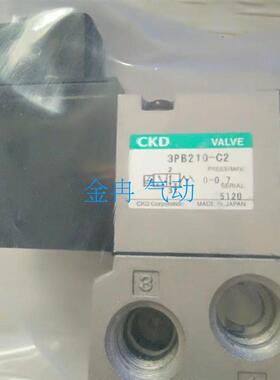 CKD VALVE
3PB210-C2
2
PRESS/MPa
0-0.7
SERIAL
5120
CKD Corporation MADE IN JAPAN
金冉 气动
3